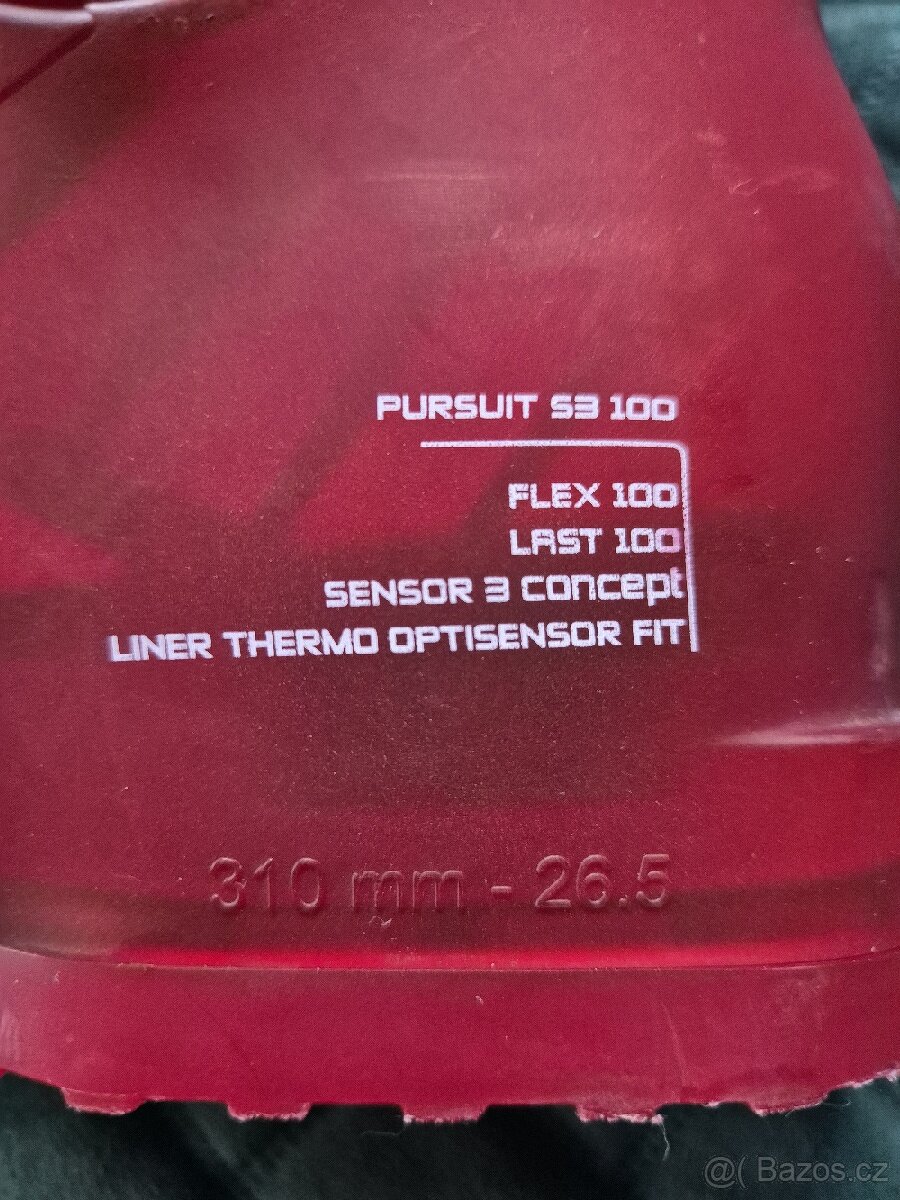 PURSUIT S3 100
FLEX 100
LAST 100
SENSOR 3 concept
LINER THERMO OPTISENSOR FIT
310 mm - 26.5
@( Bazos.cz